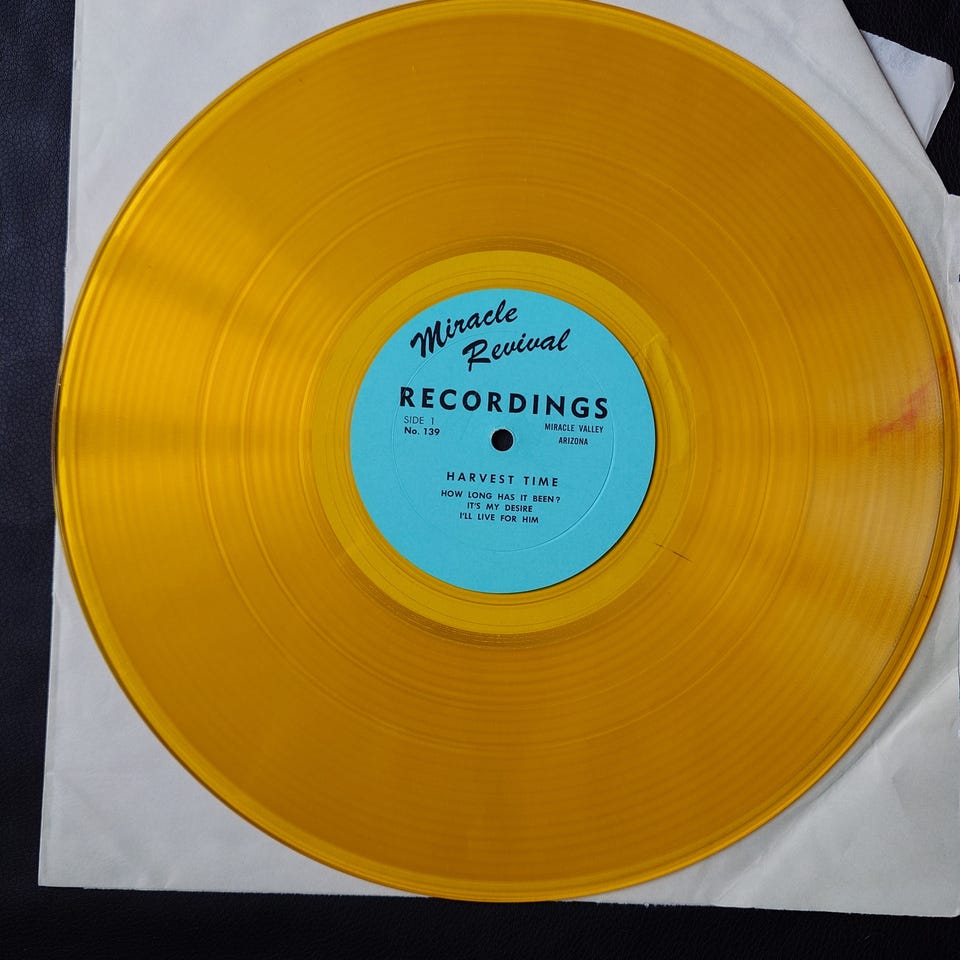 Miracle
Revival
RECORDINGS
SIDE 1
No. 139
MIRACLE VALLEY
ARIZONA
HARVEST TIME
HOW LONG HAS IT BEEN?
IT'S MY DESIRE
I'LL LIVE FOR HIM